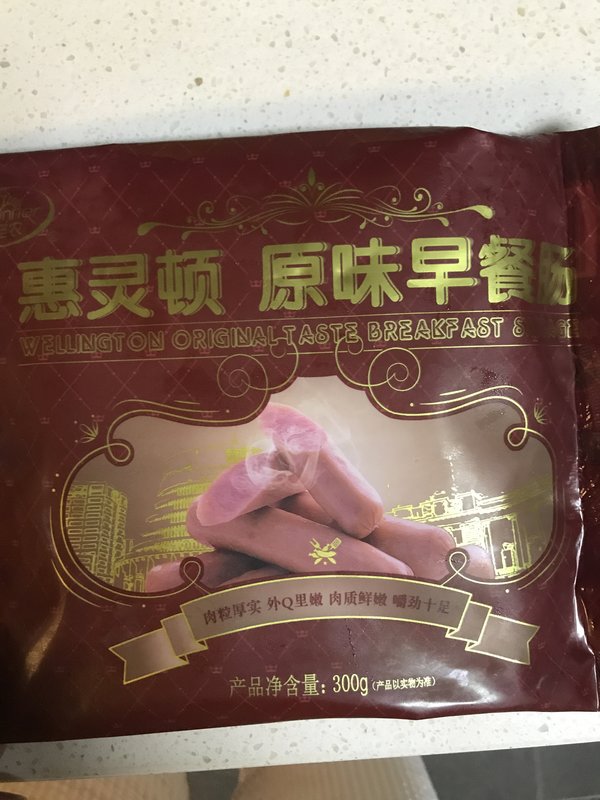 惠灵顿 原味早餐肠
WELLINGTON ORIGINAL TASTE BREAKFAST
肉粒厚实 外Q里嫩 肉质鲜嫩 嚼劲十足
产品净含量: 300g (产品以实物为准)